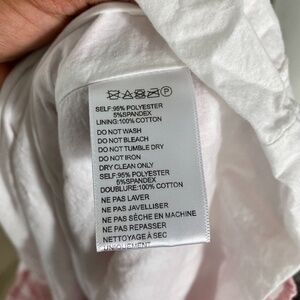 SELF:95% POLYESTER
5%SPANDEX
LINING:100% COTTON
DO NOT WASH
DO NOT BLEACH
DO NOT TUMBLE DRY
DO NOT IRON
DRY CLEAN ONLY
SELF:95% POLYESTER
5%SPANDEX
DOUBLURE:100% COTTON
NE PAS LAVER
NE PAS JAVELLISER
NE PAS SÈCHE EN MACHINE
NE PAS REPASSER
NETTOYAGE À SEC
UNIQUEMENT